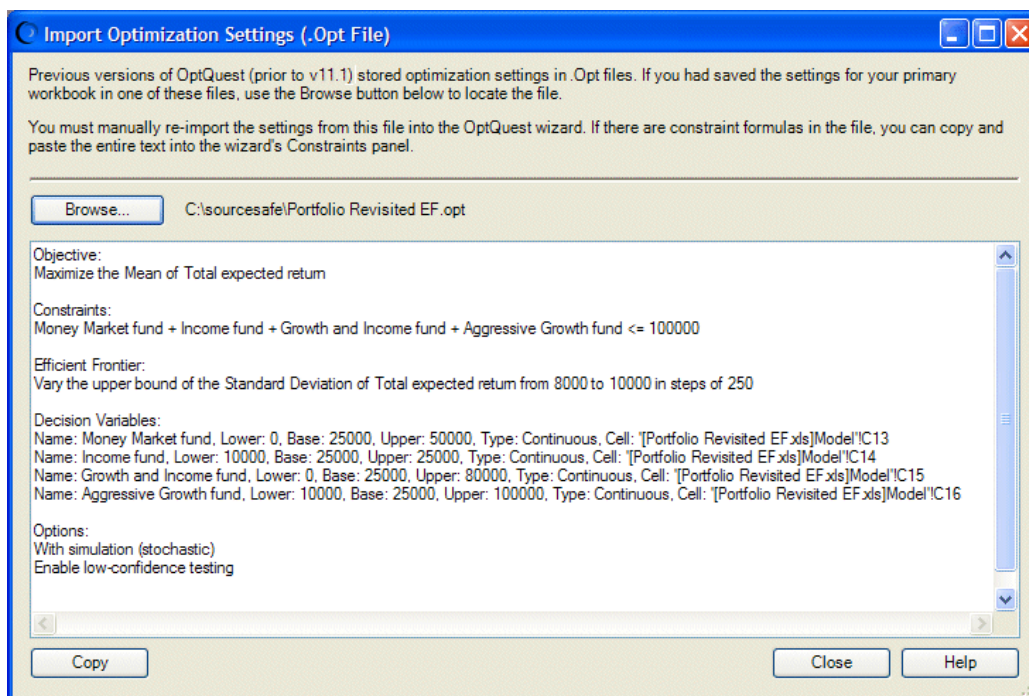 Import Optimization Settings (.Opt File)
Previous versions of OptQuest (prior to v11.1) stored optimization settings in .Opt files. If you had saved the settings for your primary
workbook in one of these files, use the Browse button below to locate the file.
You must manually re-import the settings from this file into the OptQuest wizard. If there are constraint formulas in the file, you can copy and
paste the entire text into the wizard's Constraints panel.
Browse... C:\sourcesafe\Portfolio Revisited EF.opt
Objective:
Maximize the Mean of Total expected return
Constraints:
Money Market fund + Income fund + Growth and Income fund + Aggressive Growth fund <= 100000
Efficient Frontier:
Vary the upper bound of the Standard Deviation of Total expected return from 8000 to 10000 in steps of 250
Decision Variables:
Name: Money Market fund, Lower: 0, Base: 25000, Upper: 50000, Type: Continuous, Cell: '[Portfolio Revisited EF.xls]Model'!C13
Name: Income fund, Lower: 10000, Base: 25000, Upper: 25000, Type: Continuous, Cell: '[Portfolio Revisited EF.xls]Model'!C14
Name: Growth and Income fund, Lower: 0, Base: 25000, Upper: 80000, Type: Continuous, Cell: '[Portfolio Revisited EF.xls]Model'!C15
Name: Aggressive Growth fund, Lower: 10000, Base: 25000, Upper: 100000, Type: Continuous, Cell: '[Portfolio Revisited EF.xls]Model'!C16
Options:
With simulation (stochastic)
Enable low-confidence testing
Copy Close Help